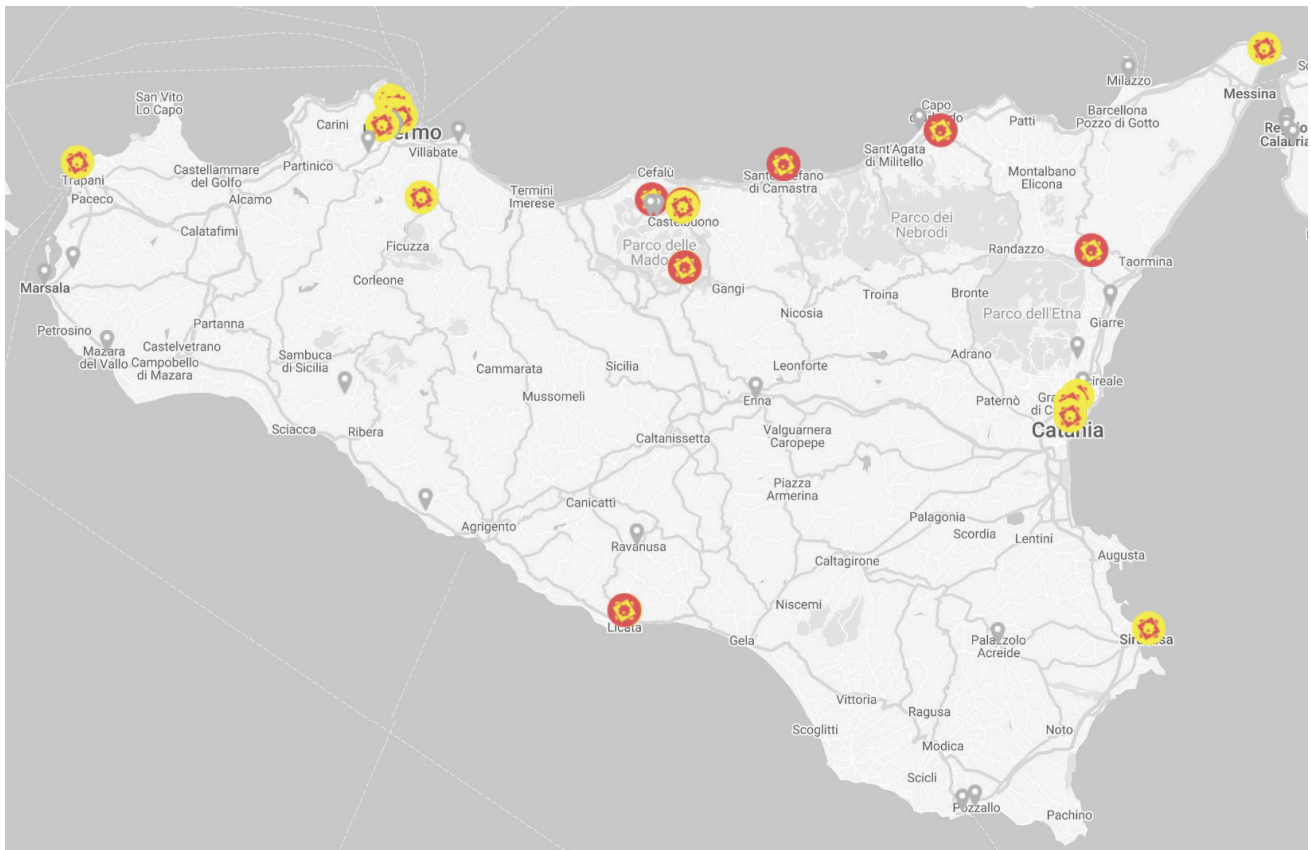 San Vito
Lo Capo
Milazzo
Messina
Capo
Carini
Patti
Barcellona
Pozzo di Gotto
Villabate
Sant'Agata
di Militello
Partinico
Castellammare
del Golfo
Cefalù
Montalbano
Elicona
Trapani
Paceco
Alcamo
Termini
Imerese
di Camastra
Calatafimi
Castelbuono
Parco dei
Nebrodi
Ficuzza
Parco delle
Randazzo
Taormina
Marsala
Corleone
Gangi
Troina
Bronte
Nicosia
Parco dell'Etna
Giarre
Petrosino
Partanna
Mazara
del Vallo
Castelvetrano
Campobello
di Mazara
Sambuca
di Sicilia
Cammarata
Sicilia
Leonforte
Adrano
Mussomeli
Enna
Paternò
Catania
Sciacca
Ribera
Caltanissetta
Valguarnera
Caropepe
Piazza
Armerina
Canicattì
Agrigento
Ravanusa
Palagonia
Scordia
Lentini
Augusta
Caltagirone
Licata
Niscemi
Gela
Palazzolo
Acreide
Vittoria
Ragusa
Scoglitti
Noto
Modica
Scicli
Pozzallo
Pachino